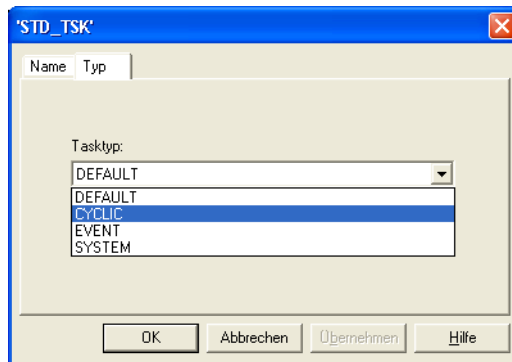 'STD_TSK'
Name Typ
Tasktyp:
DEFAULT
DEFAULT
CYCLIC
EVENT
SYSTEM
OK Abbrechen Übernehmen Hilfe